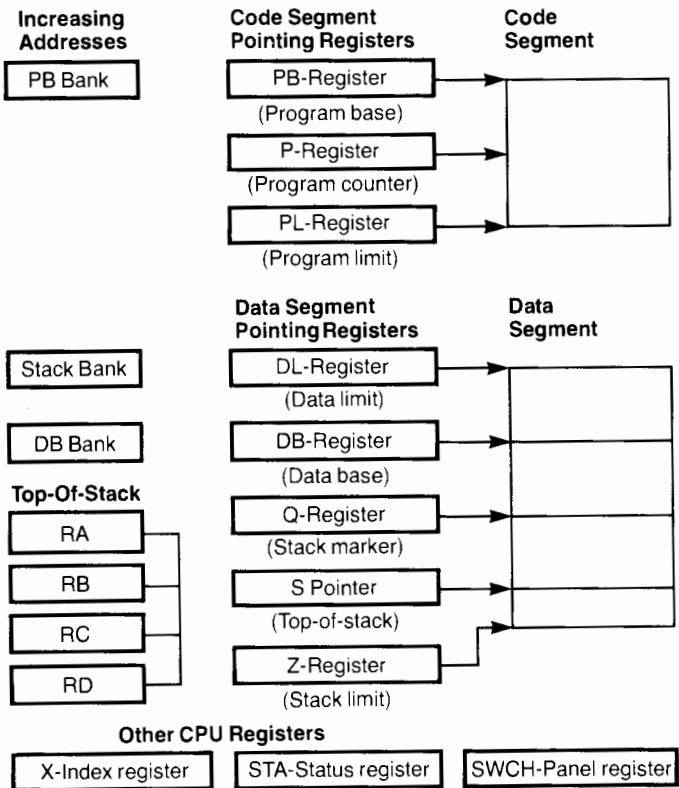 Increasing
Addresses
Code Segment
Pointing Registers
Code
Segment
PB Bank
PB-Register
(Program base)
P-Register
(Program counter)
PL-Register
(Program limit)
Data Segment
Pointing Registers
Data
Segment
Stack Bank
DL-Register
(Data limit)
DB Bank
DB-Register
(Data base)
Top-Of-Stack
RA
Q-Register
(Stack marker)
RB
S Pointer
(Top-of-stack)
RC
Z-Register
(Stack limit)
RD
Other CPU Registers
X-Index register
STA-Status register
SWCH-Panel register